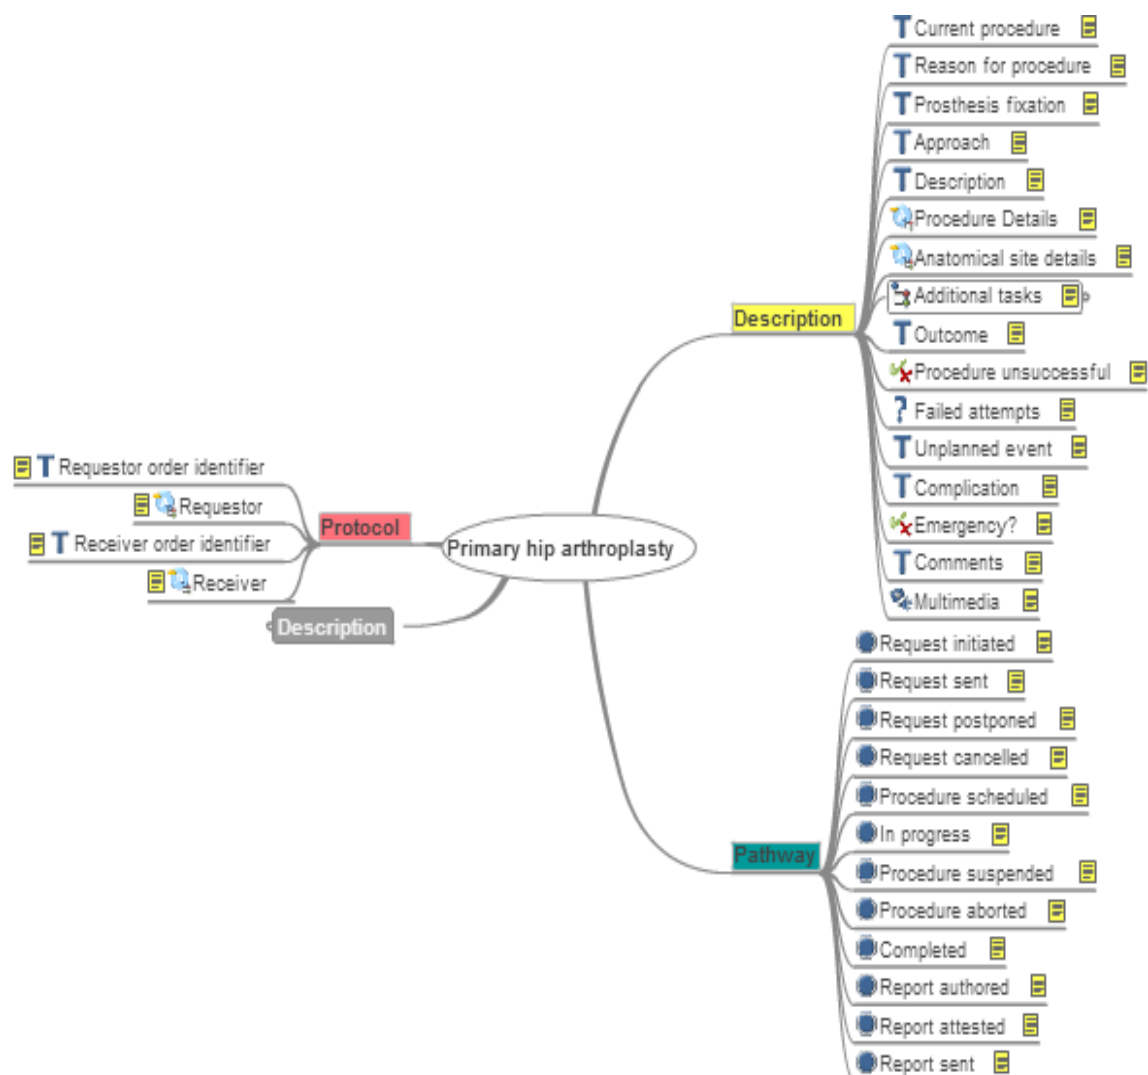 Current procedure
Reason for procedure
Prosthesis fixation
Approach
Description
Procedure Details
Anatomical site details
Additional tasks
Outcome
Procedure unsuccessful
Failed attempts
Unplanned event
Complication
Emergency?
Comments
Multimedia
Description
Requestor order identifier
Requestor
Receiver order identifier
Receiver
Protocol
Primary hip arthroplasty
Description
Pathway
Request initiated
Request sent
Request postponed
Request cancelled
Procedure scheduled
In progress
Procedure suspended
Procedure aborted
Completed
Report authored
Report attested
Report sent